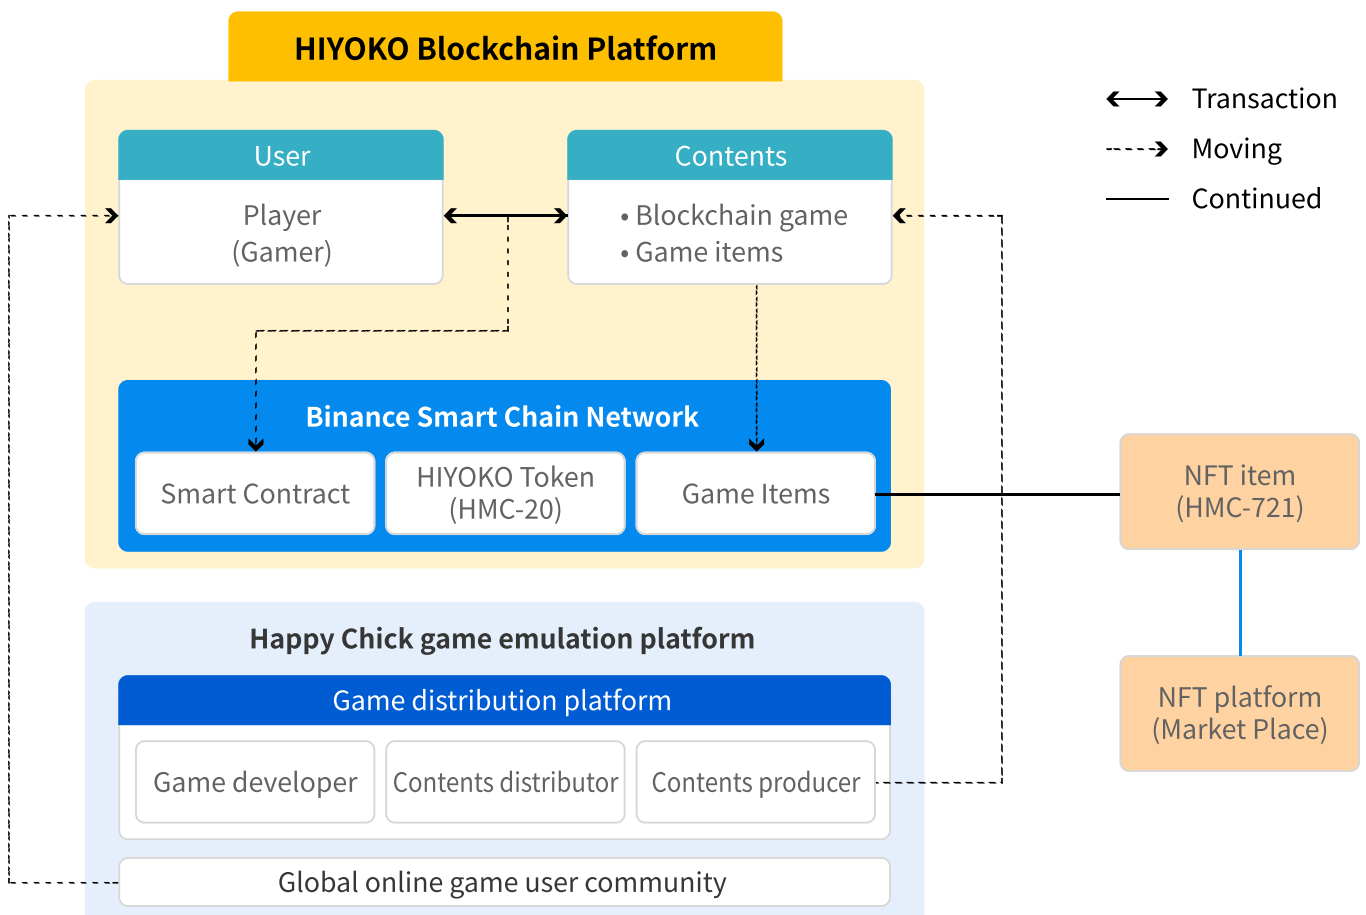 HIYOKO Blockchain Platform
Transaction
Moving
Continued
User
Player
(Gamer)
Contents
• Blockchain game
• Game items
Binance Smart Chain Network
Smart Contract
HIYOKO Token
(HMC-20)
Game Items
NFT item
(HMC-721)
NFT platform
(Market Place)
Happy Chick game emulation platform
Game distribution platform
Game developer
Contents distributor
Contents producer
Global online game user community